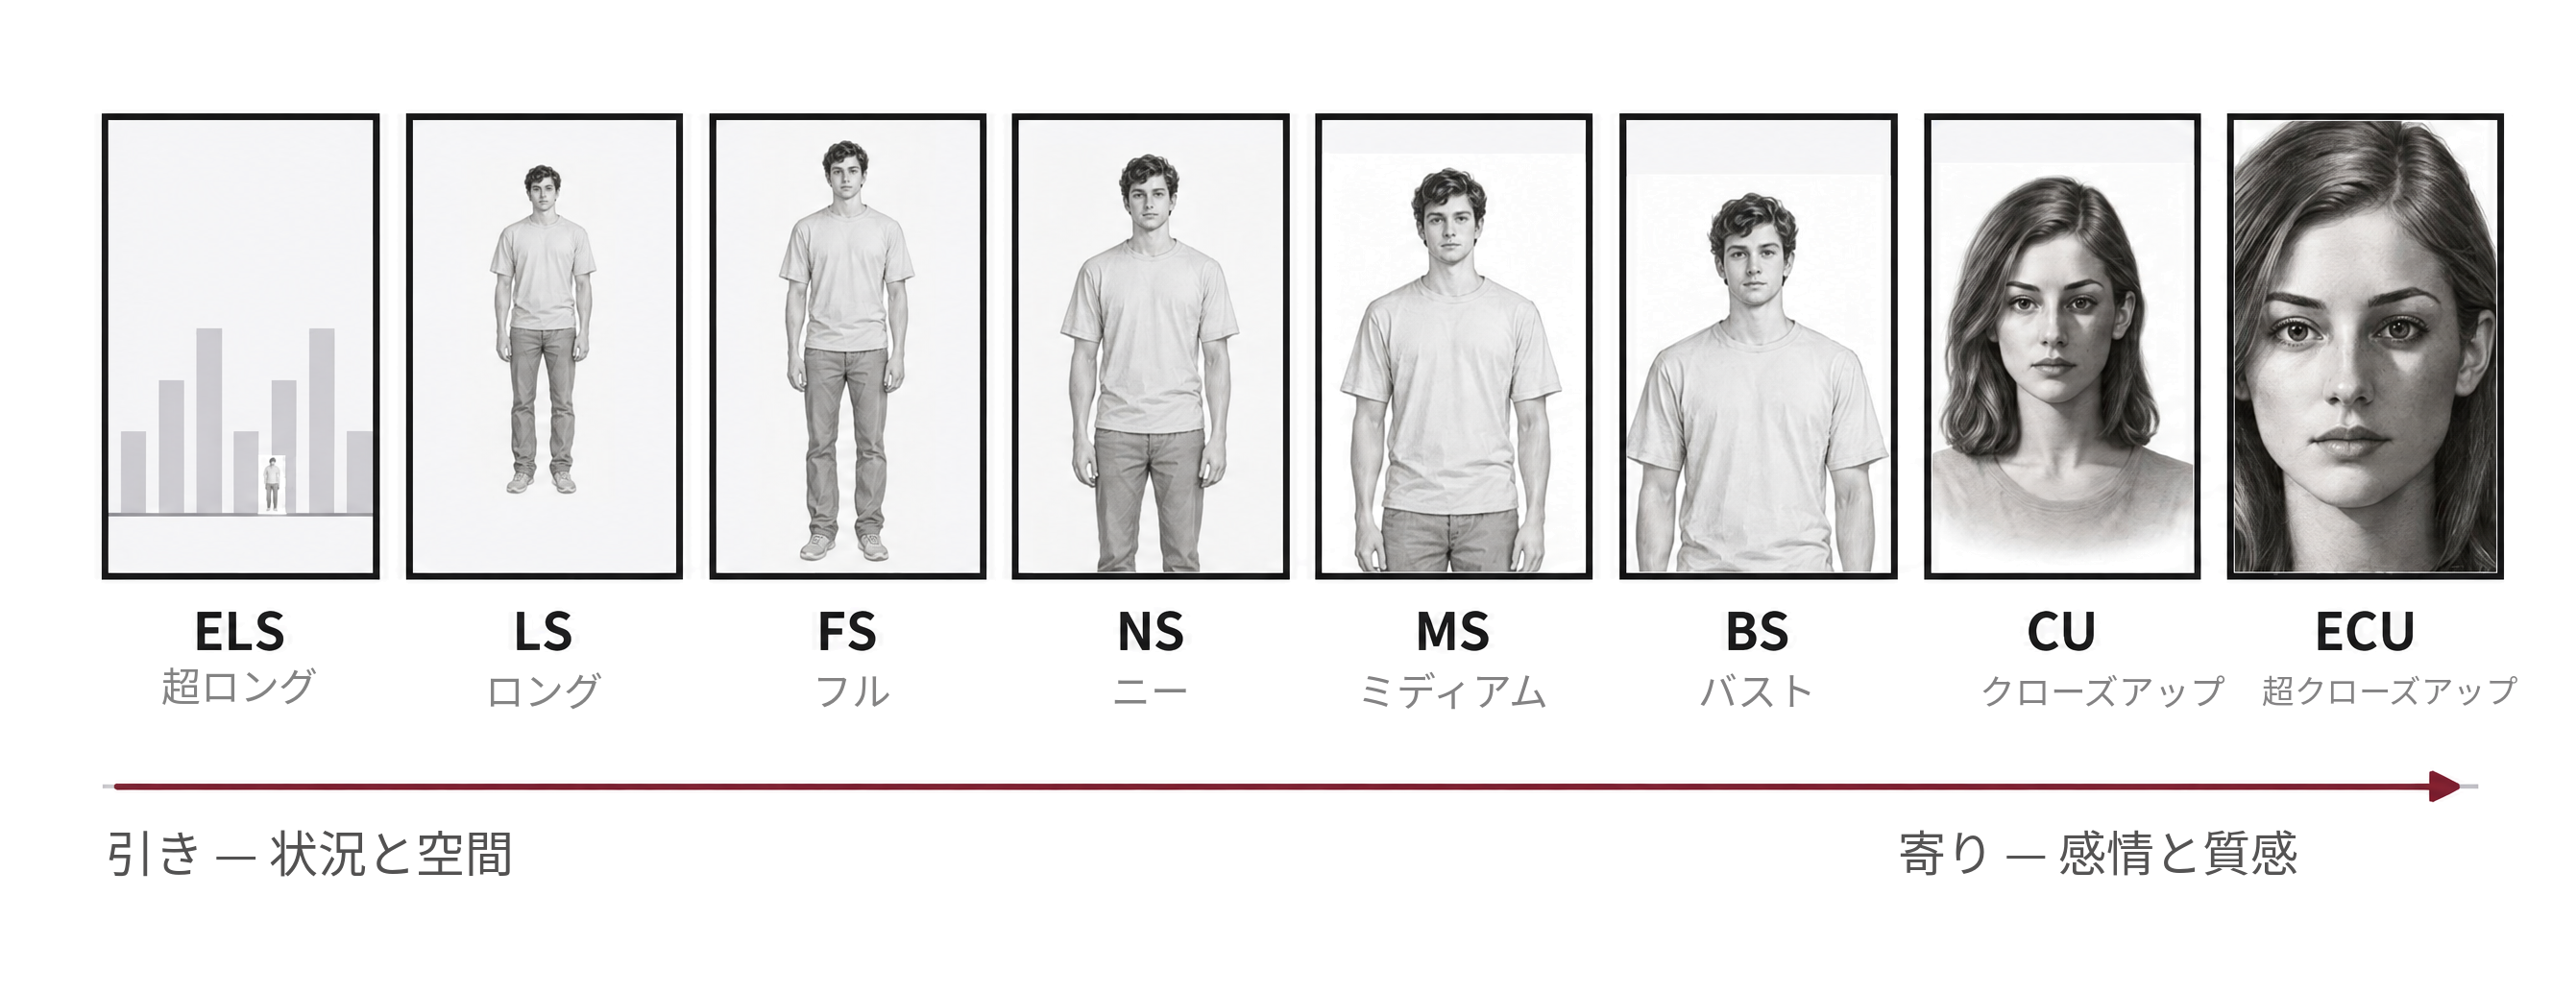 ELS
超ロング
LS
ロング
FS
フル
NS
ニー
MS
ミディアム
BS
バスト
CU
クローズアップ
ECU
超クローズアップ
引き — 状況と空間
寄り — 感情と質感